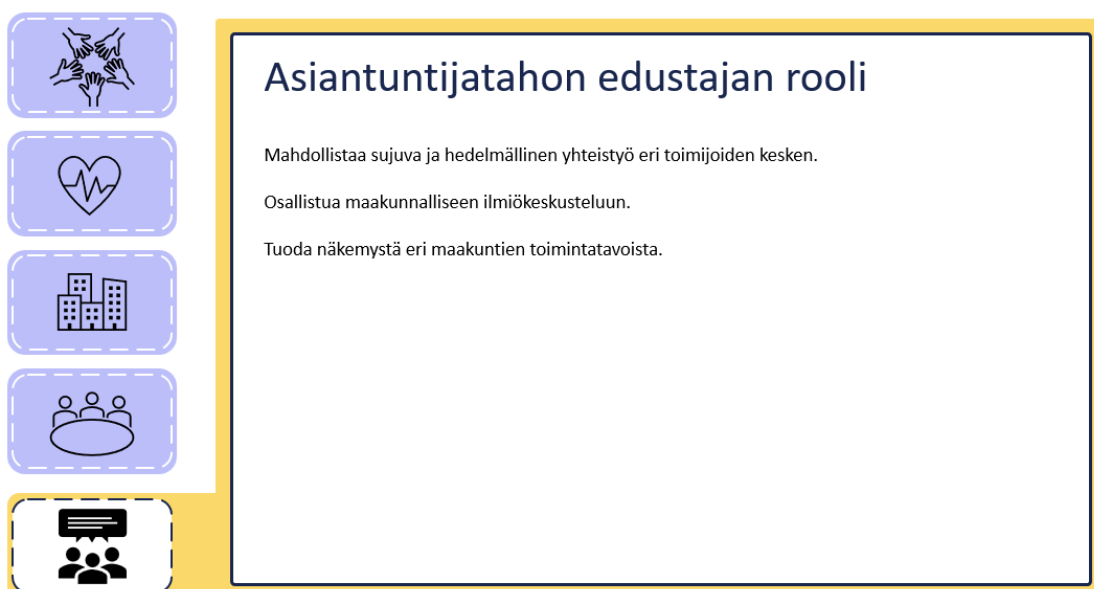 Asiantuntijatahon edustajan rooli
Mahdollistaa sujuva ja hedelmällinen yhteistyö eri toimijoiden kesken.
Osallistua maakunnalliseen ilmiökeskusteluun.
Tuoda näkemystä eri maakuntien toimintatavoista.